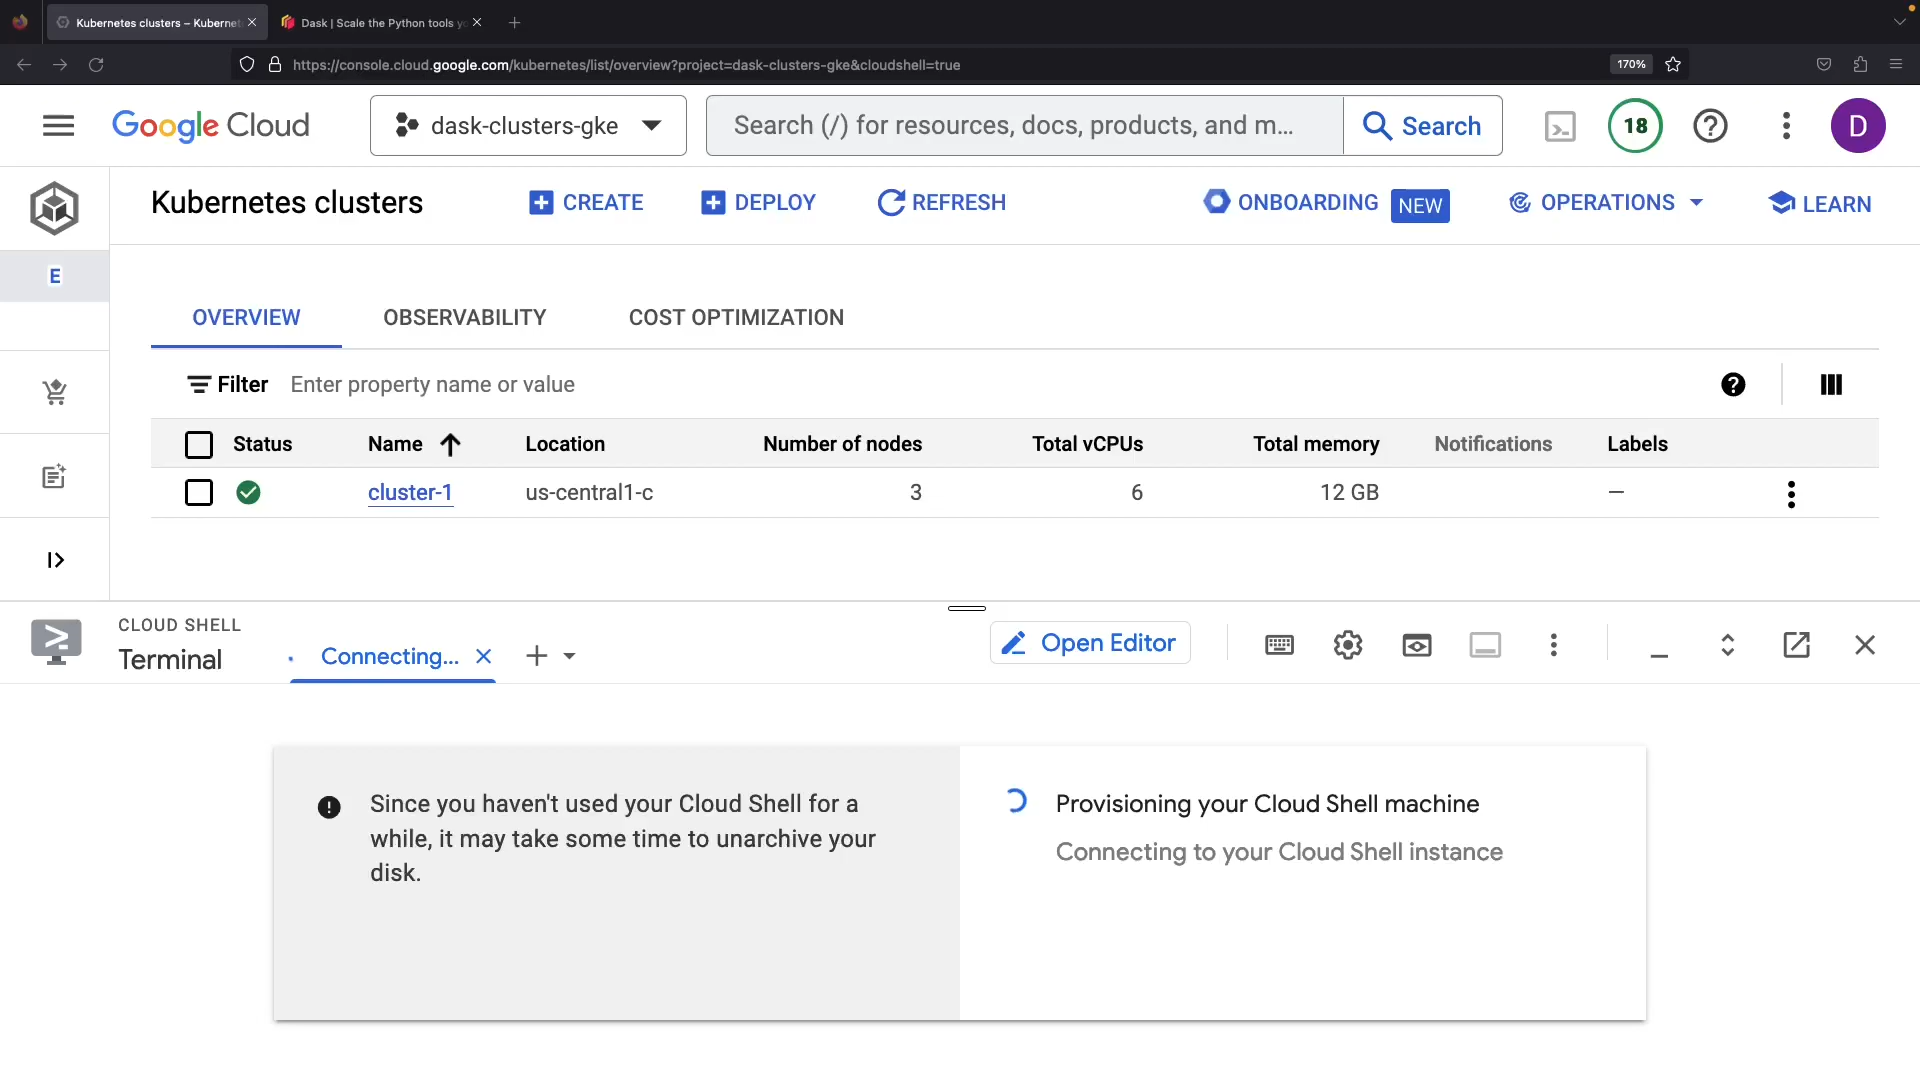 Kubernetes clusters – Kubernet
Dask | Scale the Python tools yo
https://console.cloud.google.com/kubernetes/list/overview?project=dask-clusters-gke&cloudshell=true
170%
Google Cloud
dask-clusters-gke
Search (/) for resources, docs, products, and m...
Search
18
D
Kubernetes clusters
CREATE
DEPLOY
REFRESH
ONBOARDING
NEW
OPERATIONS
LEARN
E
OVERVIEW
OBSERVABILITY
COST OPTIMIZATION
Filter
Enter property name or value
Status
Name
Location
Number of nodes
Total vCPUs
Total memory
Notifications
Labels
cluster-1
us-central1-c
3
6
12 GB
—
CLOUD SHELL
Terminal
Connecting...
Open Editor
Since you haven't used your Cloud Shell for a
while, it may take some time to unarchive your
disk.
Provisioning your Cloud Shell machine
Connecting to your Cloud Shell instance